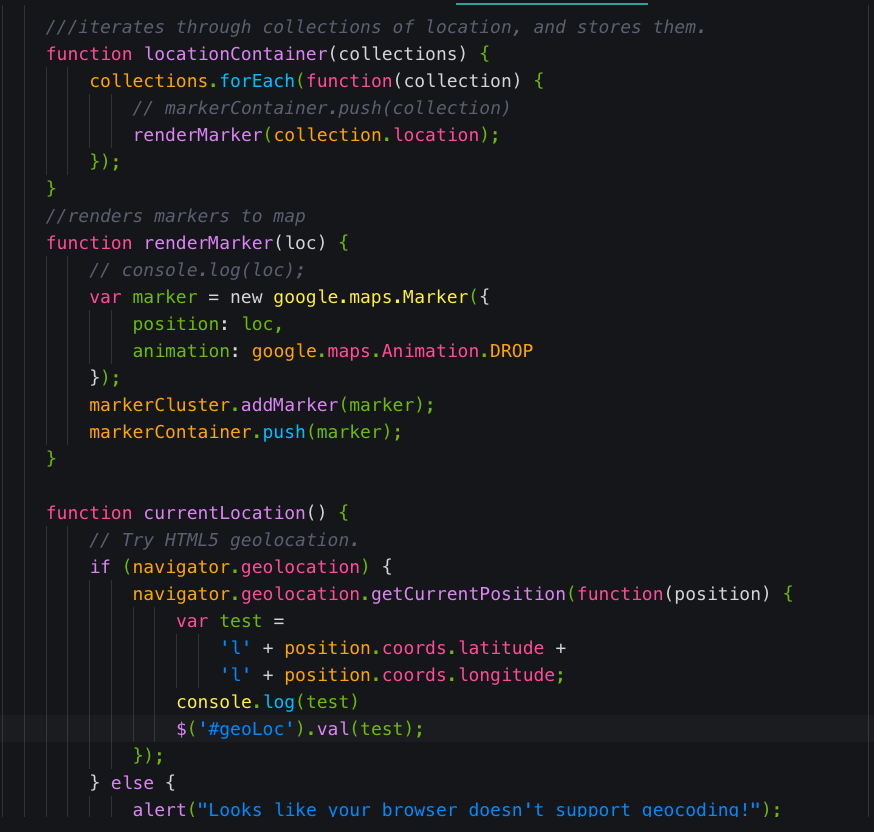 ///iterates through collections of location, and stores them.
function locationContainer(collections) {
collections.forEach(function(collection) {
// markerContainer.push(collection)
renderMarker(collection.location);
});
}
//renders markers to map
function renderMarker(loc) {
// console.log(loc);
var marker = new google.maps.Marker({
position: loc,
animation: google.maps.Animation.DROP
});
markerCluster.addMarker(marker);
markerContainer.push(marker);
}
function currentLocation() {
// Try HTML5 geolocation.
if (navigator.geolocation) {
navigator.geolocation.getCurrentPosition(function(position) {
var test =
'l' + position.coords.latitude +
'l' + position.coords.longitude;
console.log(test)
$('#geoLoc').val(test);
});
} else {
alert("Looks like your browser doesn't support geocoding!");